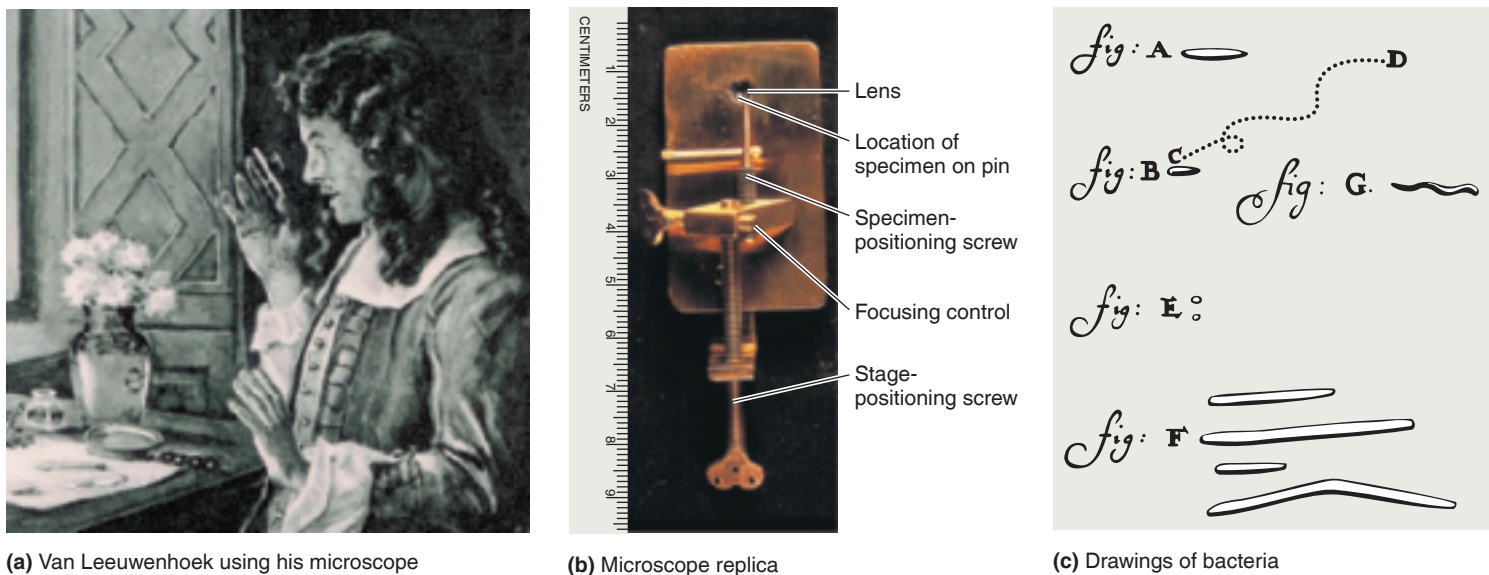 CENTIMETERS
1
2
3
4
5
6
7
8
9
Lens
Location of
specimen on pin
Specimen-
positioning screw
Focusing control
Stage-
positioning screw
fig: A
D
C
fig: B
fig: G.
fig: E
fig: F
(a) Van Leeuwenhoek using his microscope
(b) Microscope replica
(c) Drawings of bacteria